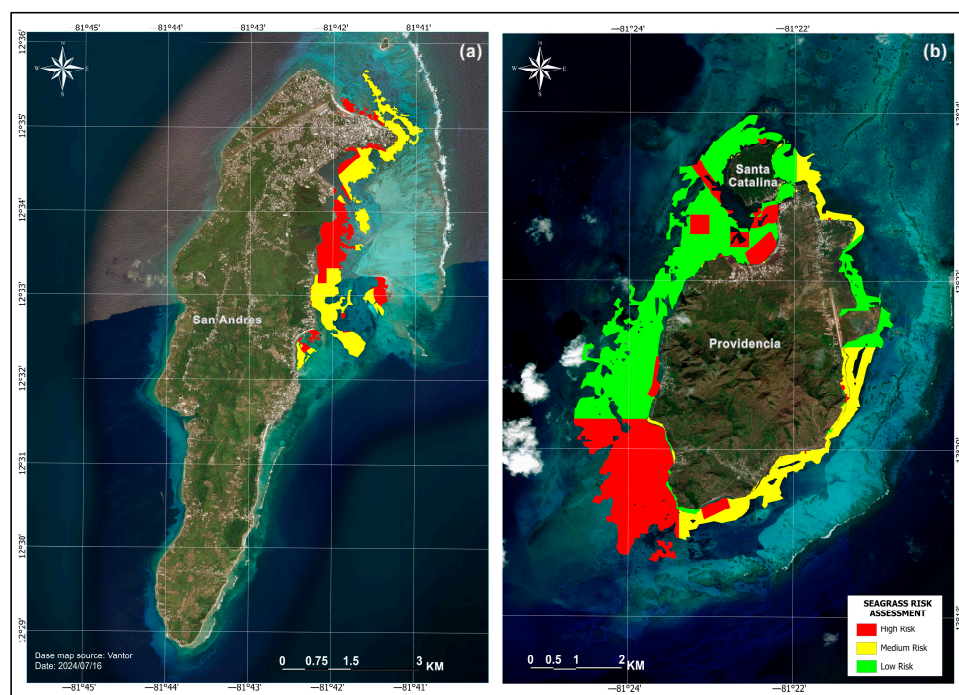 −81°45'
−81°44'
−81°43'
−81°42'
−81°41'
(a)
N
W
E
S
12°36'
12°35'
12°34'
12°33'
12°32'
12°31'
12°30'
12°29'
San Andres
Base map source: Vantor
Date: 2024/07/16
0 0.75 1.5 3 KM
−81°45'
−81°44'
−81°43'
−81°42'
−81°41'
−81°24'
−81°22'
(b)
N
W
E
S
Santa
Catalina
Providencia
0 0.5 1 2 KM
SEAGRASS RISK
ASSESSMENT
High Risk
Medium Risk
Low Risk
−81°24'
−81°22'